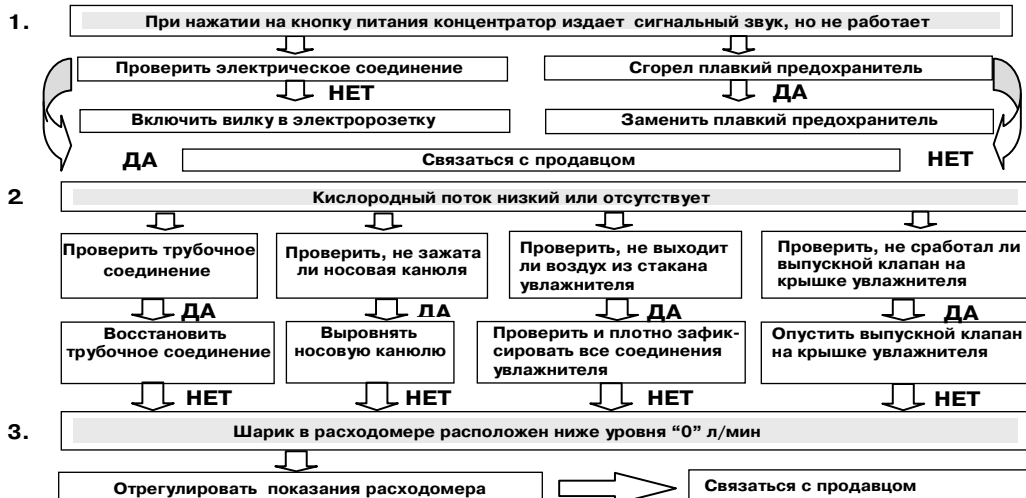 1. При нажатии на кнопку питания концентратор издает сигнальный звук, но не работает
Проверить электрическое соединение
Сгорел плавкий предохранитель
НЕТ
ДА
Включить вилку в электророзетку
Заменить плавкий предохранитель
ДА
Связаться с продавцом
НЕТ
2 Кислородный поток низкий или отсутствует
Проверить трубочное
соединение
Проверить, не зажата
ли носовая канюля
Проверить, не выходит
ли воздух из стакана
увлажнителя
Проверить, не сработал ли
выпускной клапан на
крышке увлажнителя
ДА
ДА
ДА
ДА
Восстановить
трубочное соединение
Выровнять
носовую канюлю
Проверить и плотно зафик-
сировать все соединения
увлажнителя
Опустить выпускной клапан
на крышке увлажнителя
НЕТ
НЕТ
НЕТ
НЕТ
3. Шарик в расходомере расположен ниже уровня “0” л/мин
Отрегулировать показания расходомера
Связаться с продавцом